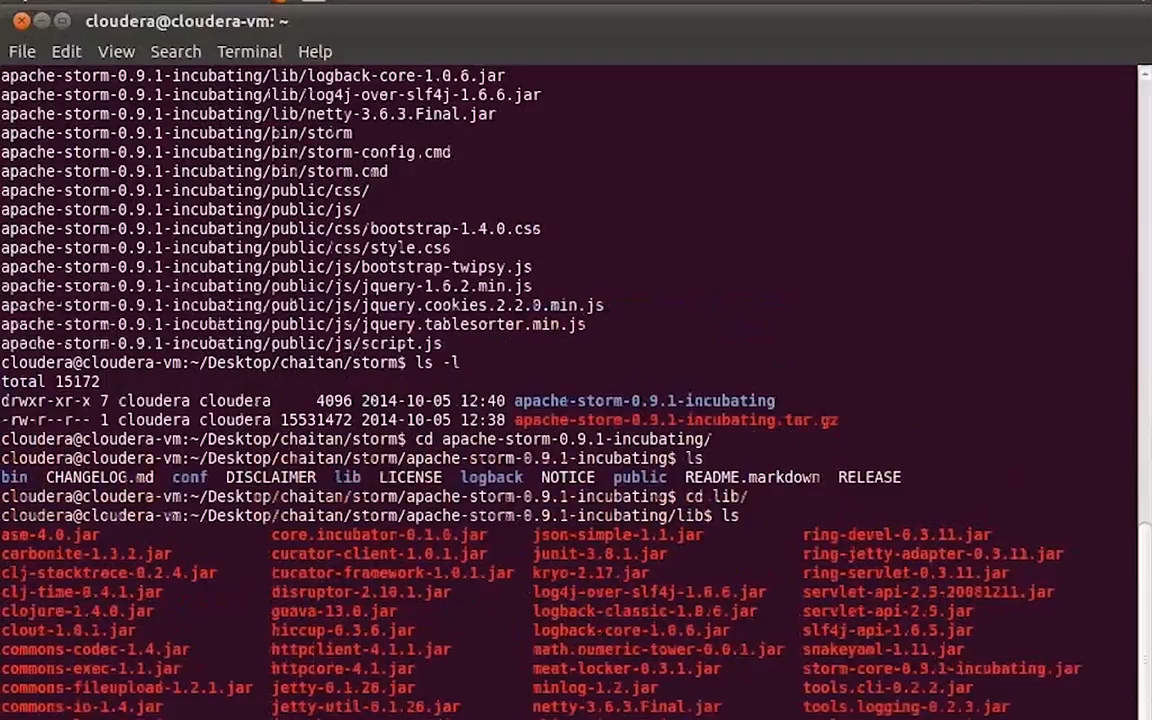 cloudera@cloudera-vm: ~
File Edit View Search Terminal Help
apache-storm-0.9.1-incubating/lib/logback-core-1.0.6.jar
apache-storm-0.9.1-incubating/lib/log4j-over-slf4j-1.6.6.jar
apache-storm-0.9.1-incubating/lib/netty-3.6.3.Final.jar
apache-storm-0.9.1-incubating/bin/storm
apache-storm-0.9.1-incubating/bin/storm-config.cmd
apache-storm-0.9.1-incubating/bin/storm.cmd
apache-storm-0.9.1-incubating/public/css/
apache-storm-0.9.1-incubating/public/js/
apache-storm-0.9.1-incubating/public/css/bootstrap-1.4.0.css
apache-storm-0.9.1-incubating/public/css/style.css
apache-storm-0.9.1-incubating/public/js/bootstrap-twipsy.js
apache-storm-0.9.1-incubating/public/js/jquery-1.6.2.min.js
apache-storm-0.9.1-incubating/public/js/jquery.cookies.2.2.0.min.js
apache-storm-0.9.1-incubating/public/js/jquery.tablesorter.min.js
apache-storm-0.9.1-incubating/public/js/script.js
cloudera@cloudera-vm:~/Desktop/chaitan/storm$ ls -l
total 15172
drwxr-xr-x 7 cloudera cloudera     4096 2014-10-05 12:40 apache-storm-0.9.1-incubating
-rw-r--r-- 1 cloudera cloudera 15531472 2014-10-05 12:38 apache-storm-0.9.1-incubating.tar.gz
cloudera@cloudera-vm:~/Desktop/chaitan/storm$ cd apache-storm-0.9.1-incubating/
cloudera@cloudera-vm:~/Desktop/chaitan/storm/apache-storm-0.9.1-incubating$ ls
bin  CHANGELOG.md  conf  DISCLAIMER  lib  LICENSE  logback  NOTICE  public  README.markdown  RELEASE
cloudera@cloudera-vm:~/Desktop/chaitan/storm/apache-storm-0.9.1-incubating$ cd lib/
cloudera@cloudera-vm:~/Desktop/chaitan/storm/apache-storm-0.9.1-incubating/lib$ ls
asm-4.0.jar core.incubator-0.1.0.jar json-simple-1.1.jar ring-devel-0.3.11.jar
carbonite-1.3.2.jar curator-client-1.0.1.jar junit-3.8.1.jar ring-jetty-adapter-0.3.11.jar
clj-stacktrace-0.2.4.jar curator-framework-1.0.1.jar kryo-2.17.jar ring-servlet-0.3.11.jar
clj-time-0.4.1.jar disruptor-2.10.1.jar log4j-over-slf4j-1.6.6.jar servlet-api-2.5-20081211.jar
clojure-1.4.0.jar guava-13.0.jar logback-classic-1.0.6.jar servlet-api-2.5.jar
clout-1.0.1.jar hiccup-0.3.6.jar logback-core-1.0.6.jar slf4j-api-1.6.5.jar
commons-codec-1.4.jar httpclient-4.1.1.jar math.numeric-tower-0.0.1.jar snakeyaml-1.11.jar
commons-exec-1.1.jar httpcore-4.1.jar meat-locker-0.3.1.jar storm-core-0.9.1-incubating.jar
commons-fileupload-1.2.1.jar jetty-6.1.26.jar minlog-1.2.jar tools.cli-0.2.2.jar
commons-io-1.4.jar jetty-util-6.1.26.jar netty-3.6.3.Final.jar tools.logging-0.2.3.jar